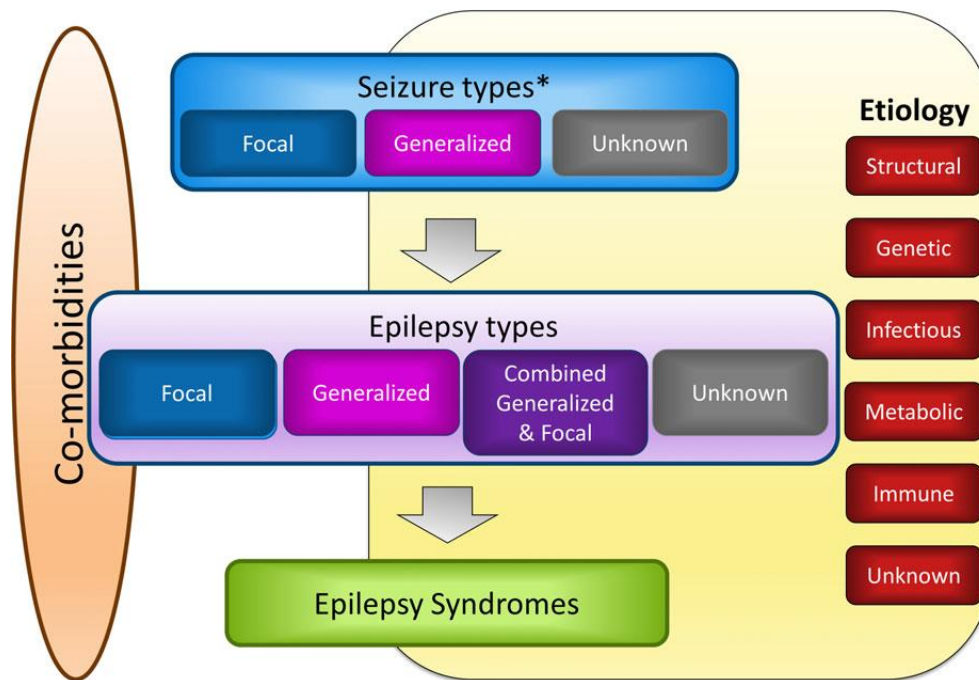 Co-morbidities
Seizure types*
Focal
Generalized
Unknown
Epilepsy types
Focal
Generalized
Combined
Generalized
& Focal
Unknown
Epilepsy Syndromes
Etiology
Structural
Genetic
Infectious
Metabolic
Immune
Unknown